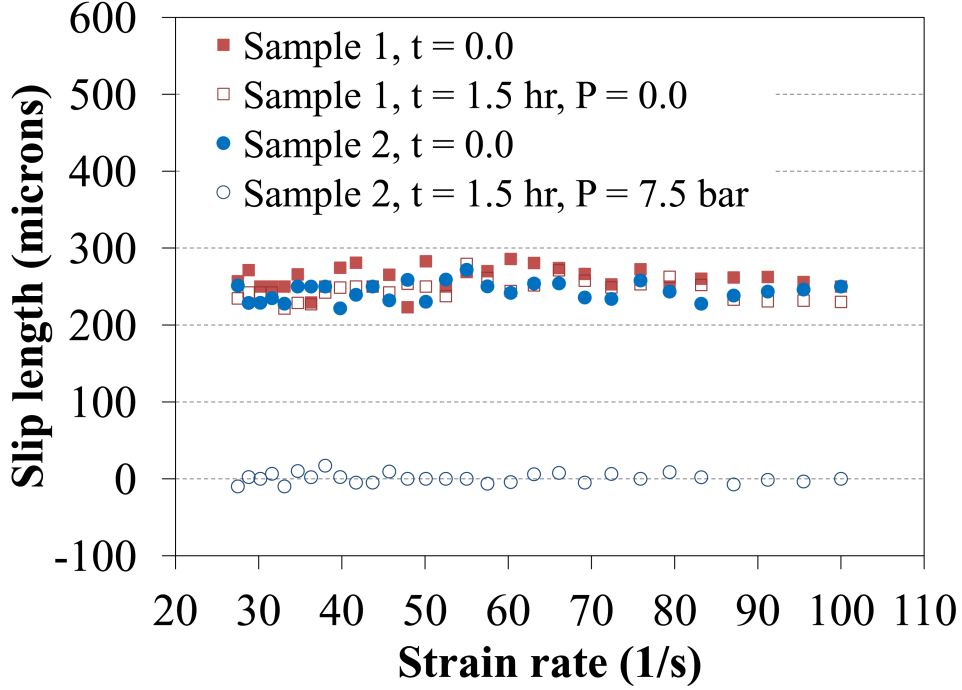 600
500
400
300
200
100
0
-100
Slip length (microns)
Sample 1, t = 0.0
Sample 1, t = 1.5 hr, P = 0.0
Sample 2, t = 0.0
Sample 2, t = 1.5 hr, P = 7.5 bar
20 30 40 50 60 70 80 90 100 110
Strain rate (1/s)